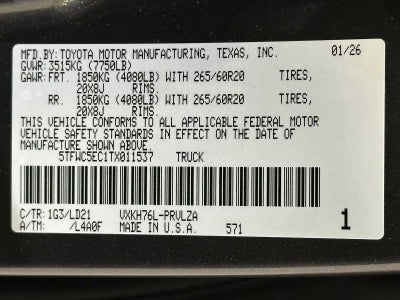 MFD.BY: TOYOTA MOTOR MANUFACTURING, TEXAS, INC. 01/26
GVWR: 3515KG (7750LB)
GAWR: FRT. 1850KG (4080LB) WITH 265/60R20 TIRES,
20X8J RIMS.
RR. 1850KG (4080LB) WITH 265/60R20 TIRES,
20X8J RIMS.
THIS VEHICLE CONFORMS TO ALL APPLICABLE FEDERAL MOTOR
VEHICLE SAFETY STANDARDS IN EFFECT ON THE DATE OF
MANUFACTURE SHOWN ABOVE.
5TFWC5EC1TX011537 TRUCK
C/TR: 1G3/LD21 VXKH76L-PRVLZA
A/TM: /L4A0F MADE IN U.S.A. 571 1